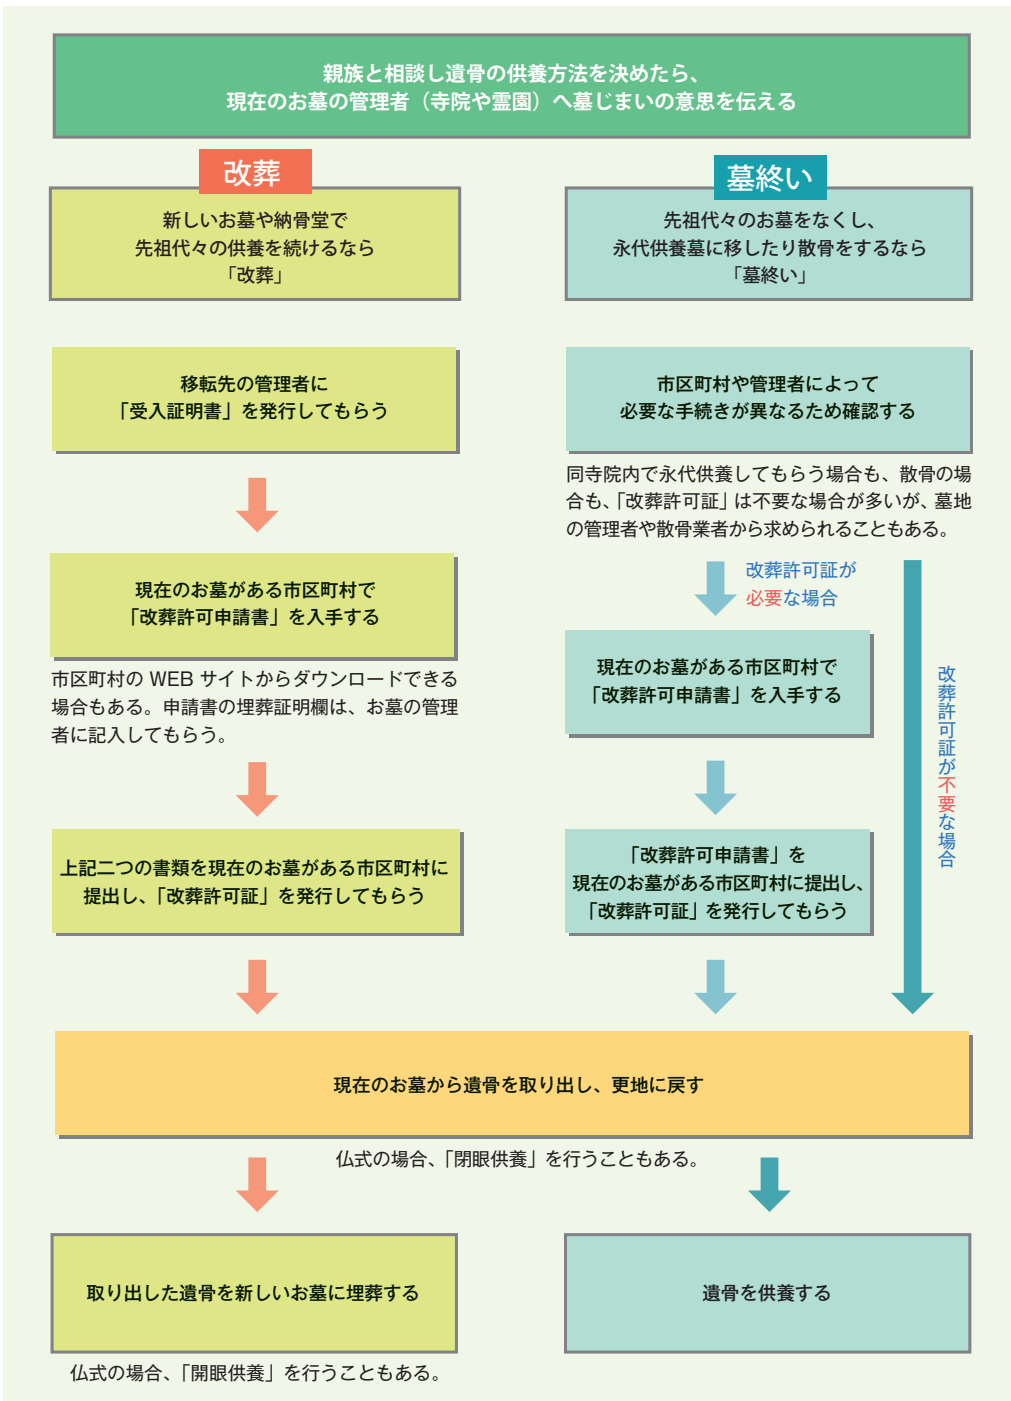 親族と相談し遺骨の供養方法を決めたら、
現在のお墓の管理者（寺院や霊園）へ墓じまいの意思を伝える
改葬
新しいお墓や納骨堂で
先祖代々の供養を続けるなら
「改葬」
移転先の管理者に
「受入証明書」を発行してもらう
現在のお墓がある市区町村で
「改葬許可申請書」を入手する
市区町村の WEB サイトからダウンロードできる
場合もある。申請書の埋葬証明欄は、お墓の管理
者に記入してもらう。
上記二つの書類を現在のお墓がある市区町村に
提出し、「改葬許可証」を発行してもらう
墓終い
先祖代々のお墓をなくし、
永代供養墓に移したり散骨をするなら
「墓終い」
市区町村や管理者によって
必要な手続きが異なるため確認する
同寺院内で永代供養してもらう場合も、散骨の場
合も、「改葬許可証」は不要な場合が多いが、墓地
の管理者や散骨業者から求められることもある。
改葬許可証が
必要な場合
現在のお墓がある市区町村で
「改葬許可申請書」を入手する
「改葬許可申請書」を
現在のお墓がある市区町村に提出し、
「改葬許可証」を発行してもらう
改葬許可証が不要な場合
現在のお墓から遺骨を取り出し、更地に戻す
仏式の場合、「閉眼供養」を行うこともある。
取り出した遺骨を新しいお墓に埋葬する
仏式の場合、「開眼供養」を行うこともある。
遺骨を供養する